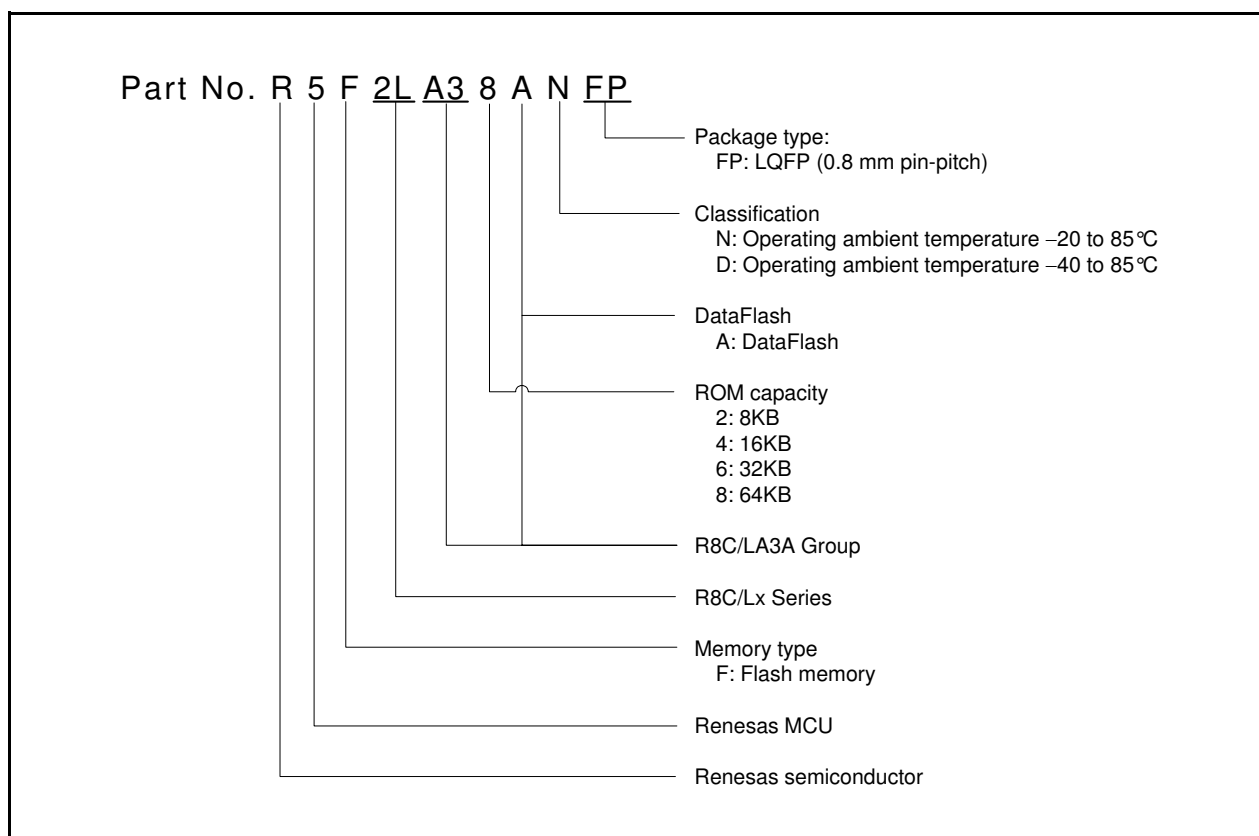 Part No. R 5 F 2L A3 8 A N FP
Package type:
FP: LQFP (0.8 mm pin-pitch)
Classification
N: Operating ambient temperature –20 to 85°C
D: Operating ambient temperature –40 to 85°C
DataFlash
A: DataFlash
ROM capacity
2: 8KB
4: 16KB
6: 32KB
8: 64KB
R8C/LA3A Group
R8C/Lx Series
Memory type
F: Flash memory
Renesas MCU
Renesas semiconductor